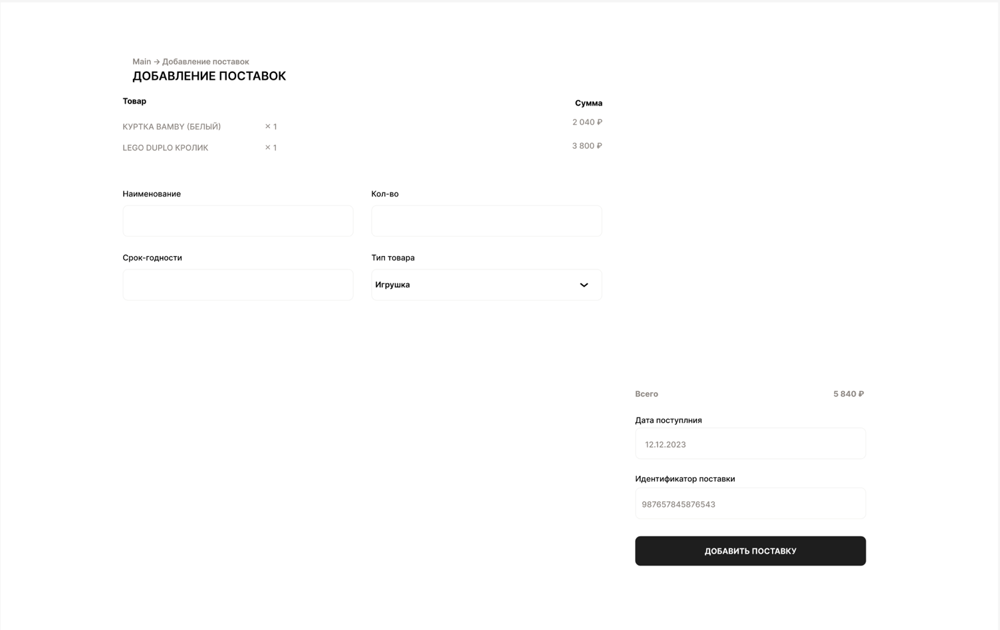 Main → Добавление поставок
ДОБАВЛЕНИЕ ПОСТАВОК
Товар Сумма
КУРТКА BAMBY (БЕЛЫЙ) × 1 2 040 ₽
LEGO DUPLO КРОЛИК × 1 3 800 ₽
Наименование Кол-во
Срок-годности Тип товара
Игрушка
Всего 5 840 ₽
Дата поступлния
12.12.2023
Идентификатор поставки
987657845876543
ДОБАВИТЬ ПОСТАВКУ